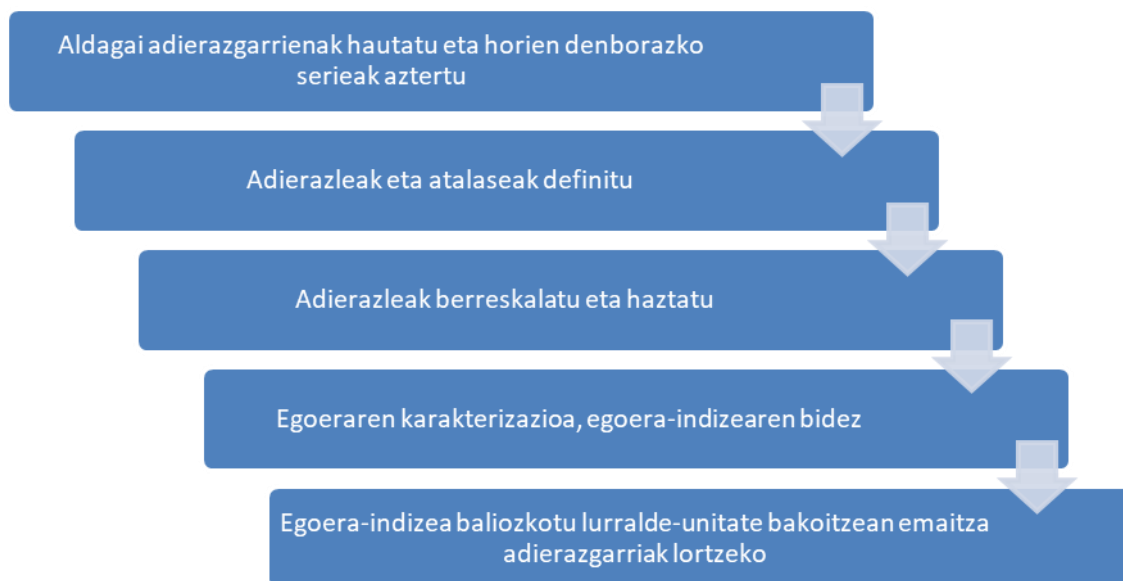 Aldagai adierazgarrienak hautatu eta horien denborazko
serieak aztertu
Adierazleak eta atalaseak definitu
Adierazleak berreskalatu eta haztatu
Egoeraren karakterizazioa, egoera-indizearen bidez
Egoera-indizea baliozkotu lurralde-unitate bakoitzean emaitza
adierazgarriak lortzeko